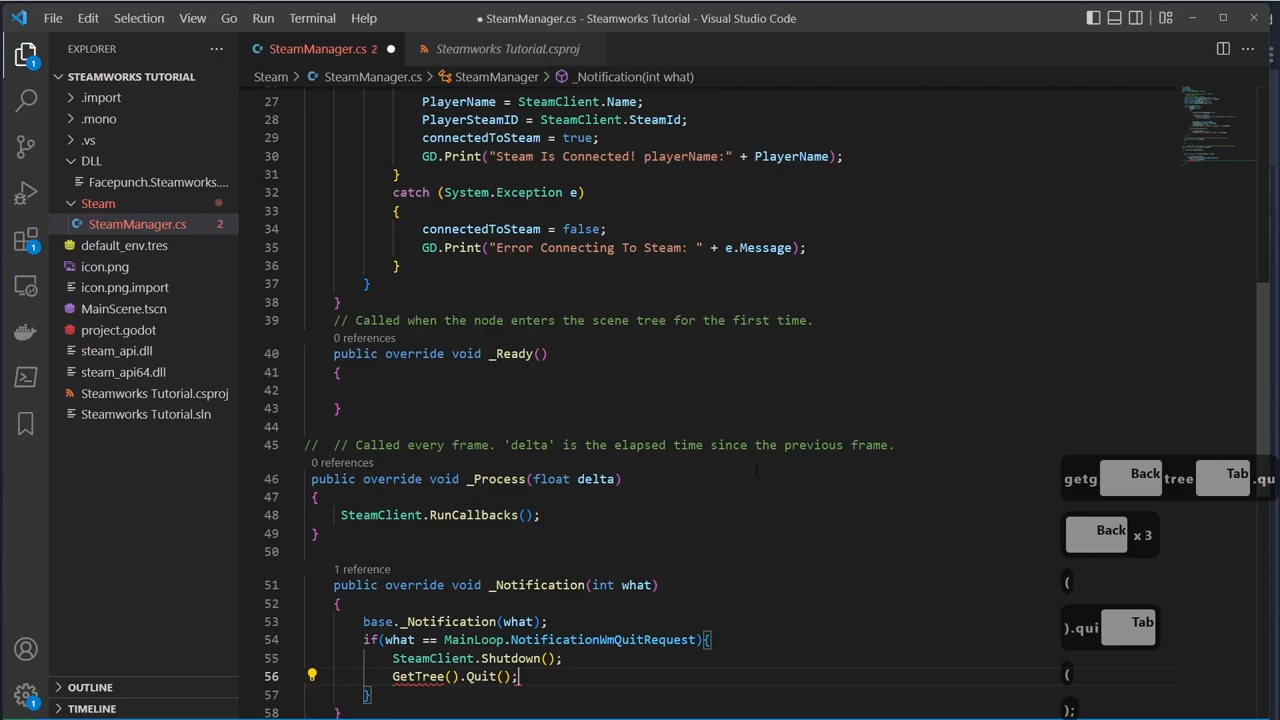 File Edit Selection View Go Run Terminal Help
● SteamManager.cs - Steamworks Tutorial - Visual Studio Code
EXPLORER
SteamManager.cs 2
Steamworks Tutorial.csproj
STEAMWORKS TUTORIAL
.import
.mono
.vs
DLL
Facepunch.Steamworks....
Steam
SteamManager.cs 2
default_env.tres
icon.png
icon.png.import
MainScene.tscn
project.godot
steam_api.dll
steam_api64.dll
Steamworks Tutorial.csproj
Steamworks Tutorial.sln
OUTLINE
TIMELINE
1
1
1
Steam > SteamManager.cs > SteamManager > _Notification(int what)
27 PlayerName = SteamClient.Name;
28 PlayerSteamID = SteamClient.SteamId;
29 connectedToSteam = true;
30 GD.Print("Steam Is Connected! playerName:" + PlayerName);
31 }
32 catch (System.Exception e)
33 {
34 connectedToSteam = false;
35 GD.Print("Error Connecting To Steam: " + e.Message);
36 }
37 }
38 }
39 // Called when the node enters the scene tree for the first time.
0 references
40 public override void _Ready()
41 {
42
43 }
44
45 // // Called every frame. 'delta' is the elapsed time since the previous frame.
0 references
46 public override void _Process(float delta)
47 {
48 SteamClient.RunCallbacks();
49 }
50
1 reference
51 public override void _Notification(int what)
52 {
53 base._Notification(what);
54 if(what == MainLoop.NotificationWmQuitRequest){
55 SteamClient.Shutdown();
56 GetTree().Quit();
57 }
58 }
getg Back tree Tab .qu
Back x 3
(
).qui Tab
(
);